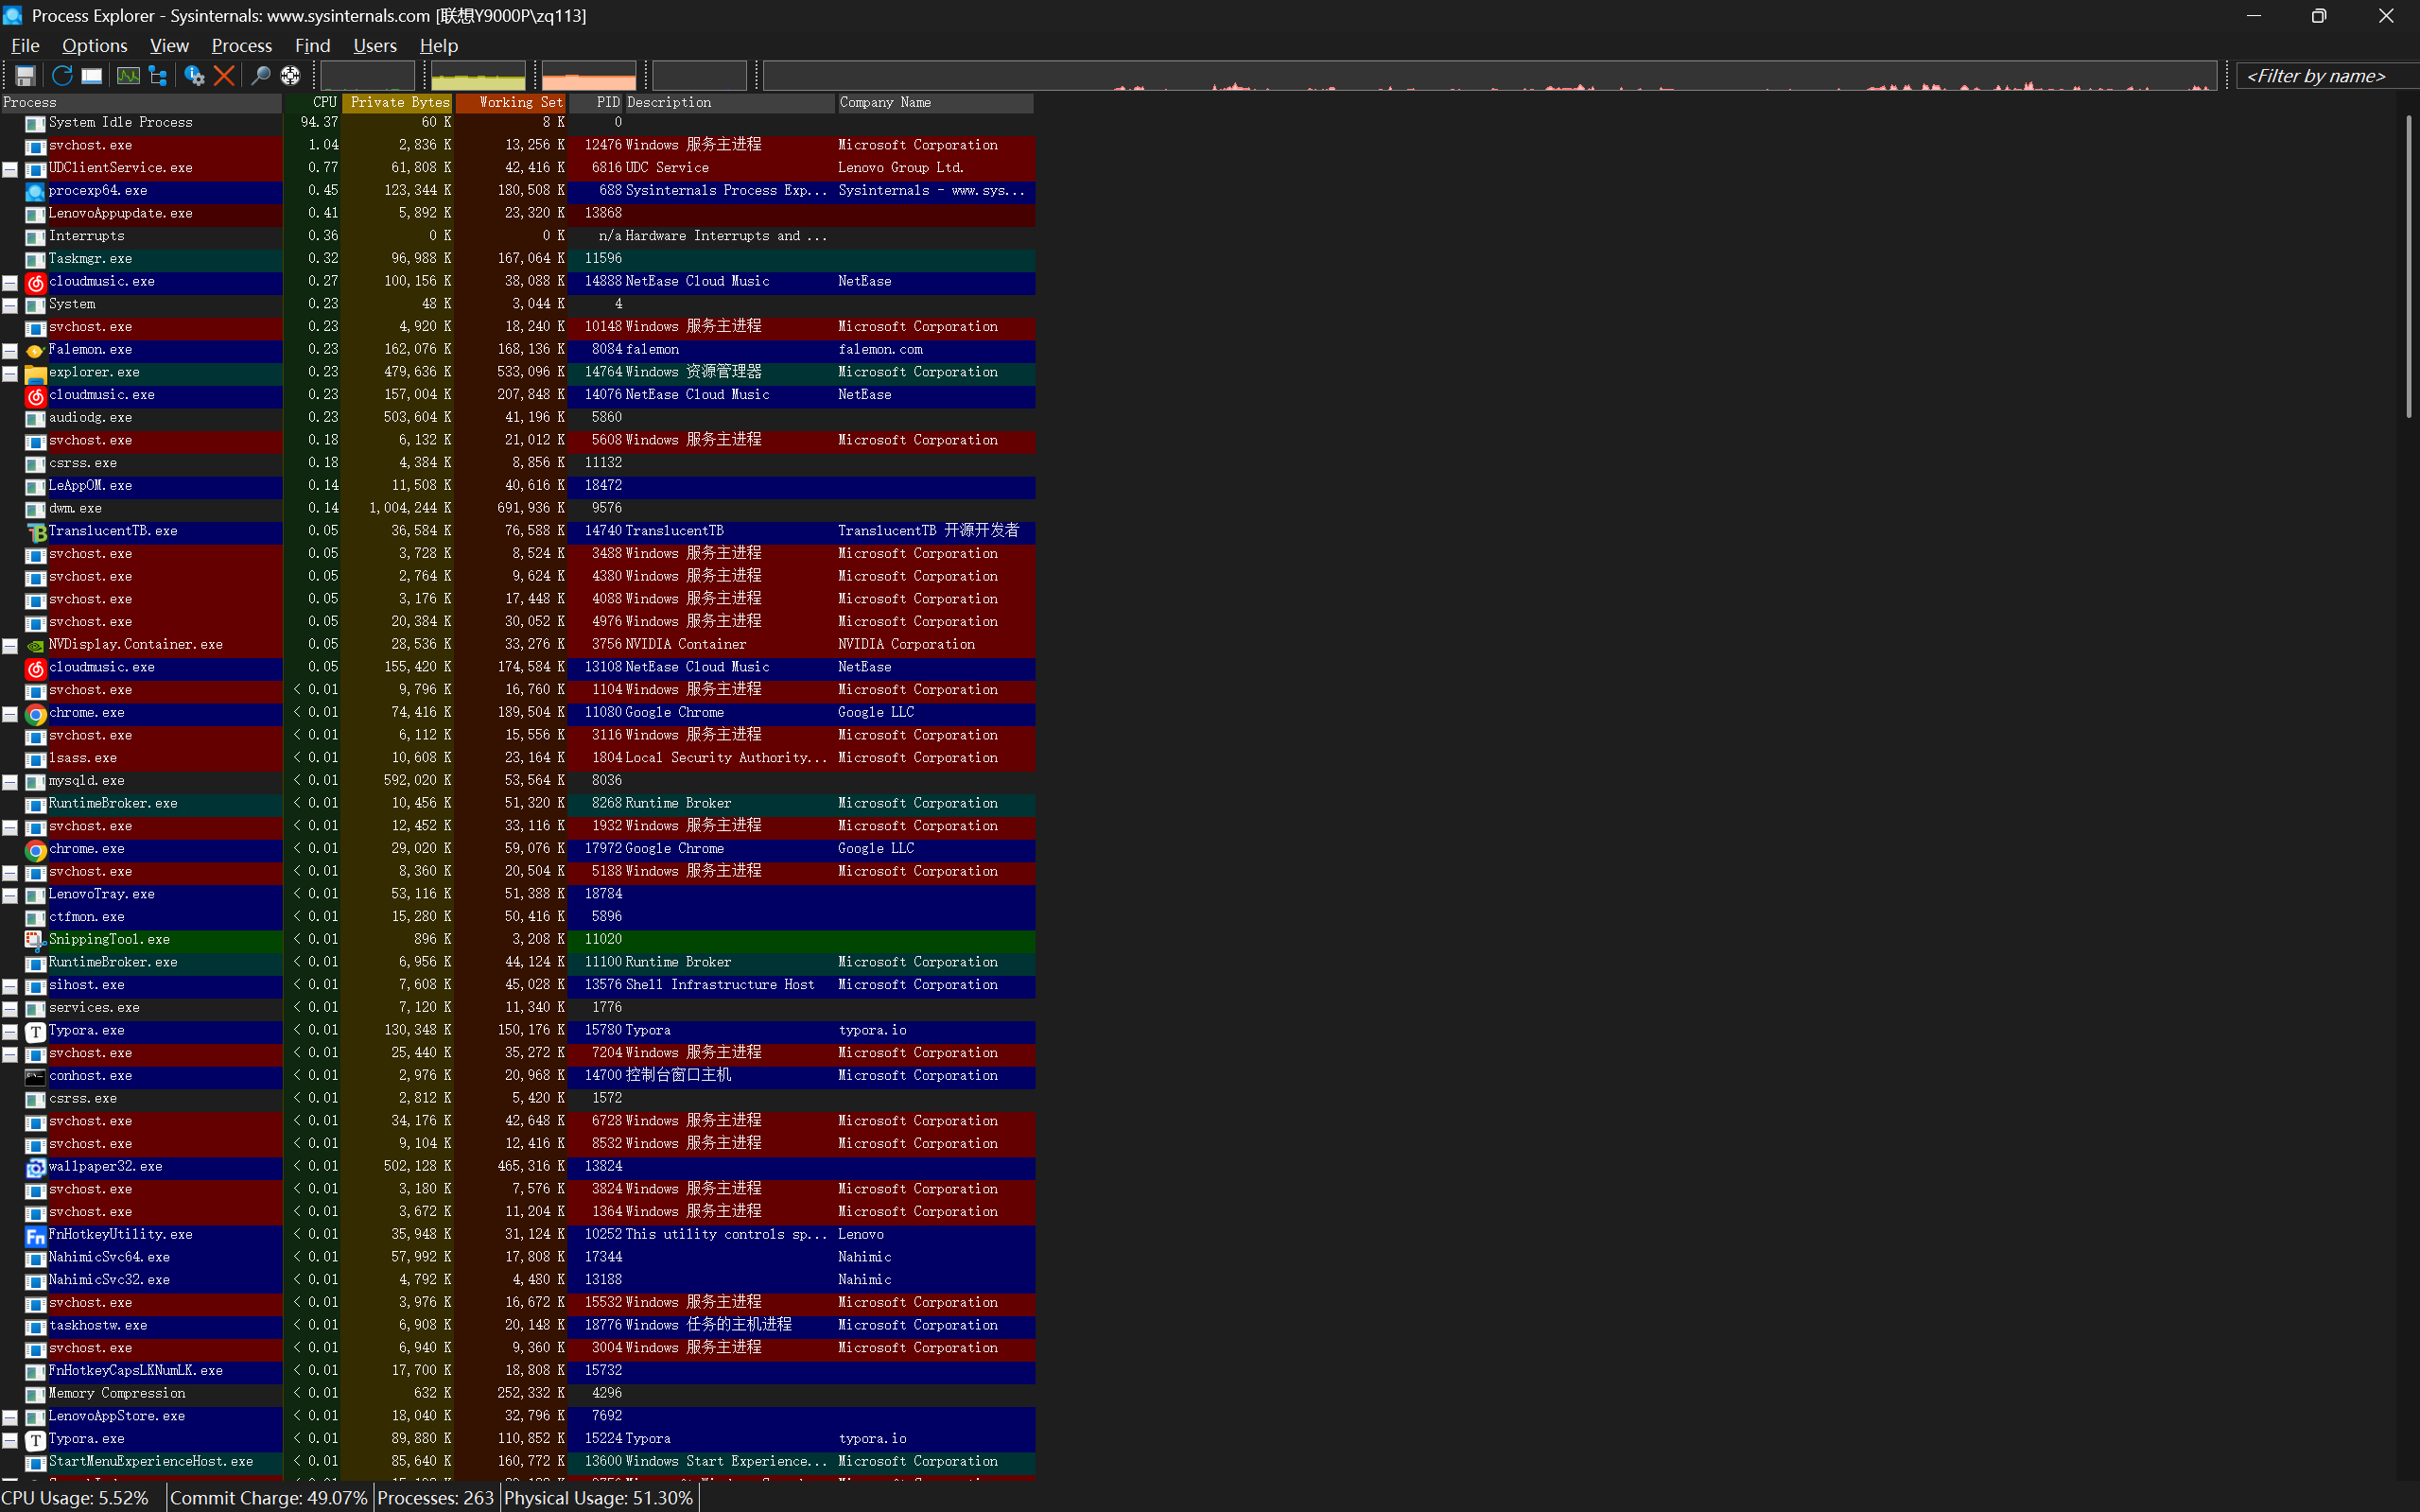 Process Explorer - Sysinternals: www.sysinternals.com [联想Y9000P\zq113]
File Options View Process Find Users Help
<Filter by name>
Process CPU Private Bytes Working Set PID Description Company Name
System Idle Process 94.37 60 K 8 K 0
svchost.exe 1.04 2,836 K 13,256 K 12476 Windows 服务主进程 Microsoft Corporation
UDClientService.exe 0.77 61,808 K 42,416 K 6816 UDC Service Lenovo Group Ltd.
procexp64.exe 0.45 123,344 K 180,508 K 688 Sysinternals Process Exp... Sysinternals - www.sys...
LenovoAppupdate.exe 0.41 5,892 K 23,320 K 13868
Interrupts 0.36 0 K 0 K n/a Hardware Interrupts and ...
Taskmgr.exe 0.32 96,988 K 167,064 K 11596
cloudmusic.exe 0.27 100,156 K 38,088 K 14888 NetEase Cloud Music NetEase
System 0.23 48 K 3,044 K 4
svchost.exe 0.23 4,920 K 18,240 K 10148 Windows 服务主进程 Microsoft Corporation
Falemon.exe 0.23 162,076 K 168,136 K 8084 falemon falemon.com
explorer.exe 0.23 479,636 K 533,096 K 14764 Windows 资源管理器 Microsoft Corporation
cloudmusic.exe 0.23 157,004 K 207,848 K 14076 NetEase Cloud Music NetEase
audiodg.exe 0.23 503,604 K 41,196 K 5860
svchost.exe 0.18 6,132 K 21,012 K 5608 Windows 服务主进程 Microsoft Corporation
csrss.exe 0.18 4,384 K 8,856 K 11132
LeAppOM.exe 0.14 11,508 K 40,616 K 18472
dwm.exe 0.14 1,004,244 K 691,936 K 9576
TranslucentTB.exe 0.05 36,584 K 76,588 K 14740 TranslucentTB TranslucentTB 开源开发者
svchost.exe 0.05 3,728 K 8,524 K 3488 Windows 服务主进程 Microsoft Corporation
svchost.exe 0.05 2,764 K 9,624 K 4380 Windows 服务主进程 Microsoft Corporation
svchost.exe 0.05 3,176 K 17,448 K 4088 Windows 服务主进程 Microsoft Corporation
svchost.exe 0.05 20,384 K 30,052 K 4976 Windows 服务主进程 Microsoft Corporation
NVDisplay.Container.exe 0.05 28,536 K 33,276 K 3756 NVIDIA Container NVIDIA Corporation
cloudmusic.exe 0.05 155,420 K 174,584 K 13108 NetEase Cloud Music NetEase
svchost.exe < 0.01 9,796 K 16,760 K 1104 Windows 服务主进程 Microsoft Corporation
chrome.exe < 0.01 74,416 K 189,504 K 11080 Google Chrome Google LLC
svchost.exe < 0.01 6,112 K 15,556 K 3116 Windows 服务主进程 Microsoft Corporation
lsass.exe < 0.01 10,608 K 23,164 K 1804 Local Security Authority... Microsoft Corporation
mysqld.exe < 0.01 592,020 K 53,564 K 8036
RuntimeBroker.exe < 0.01 10,456 K 51,320 K 8268 Runtime Broker Microsoft Corporation
svchost.exe < 0.01 12,452 K 33,116 K 1932 Windows 服务主进程 Microsoft Corporation
chrome.exe < 0.01 29,020 K 59,076 K 17972 Google Chrome Google LLC
svchost.exe < 0.01 8,360 K 20,504 K 5188 Windows 服务主进程 Microsoft Corporation
LenovoTray.exe < 0.01 53,116 K 51,388 K 18784
ctfmon.exe < 0.01 15,280 K 50,416 K 5896
SnippingTool.exe < 0.01 896 K 3,208 K 11020
RuntimeBroker.exe < 0.01 6,956 K 44,124 K 11100 Runtime Broker Microsoft Corporation
sihost.exe < 0.01 7,608 K 45,028 K 13576 Shell Infrastructure Host Microsoft Corporation
services.exe < 0.01 7,120 K 11,340 K 1776
Typora.exe < 0.01 130,348 K 150,176 K 15780 Typora typora.io
svchost.exe < 0.01 25,440 K 35,272 K 7204 Windows 服务主进程 Microsoft Corporation
conhost.exe < 0.01 2,976 K 20,968 K 14700 控制台窗口主机 Microsoft Corporation
csrss.exe < 0.01 2,812 K 5,420 K 1572
svchost.exe < 0.01 34,176 K 42,648 K 6728 Windows 服务主进程 Microsoft Corporation
svchost.exe < 0.01 9,104 K 12,416 K 8532 Windows 服务主进程 Microsoft Corporation
wallpaper32.exe < 0.01 502,128 K 465,316 K 13824
svchost.exe < 0.01 3,180 K 7,576 K 3824 Windows 服务主进程 Microsoft Corporation
svchost.exe < 0.01 3,672 K 11,204 K 1364 Windows 服务主进程 Microsoft Corporation
FnHotkeyUtility.exe < 0.01 35,948 K 31,124 K 10252 This utility controls sp... Lenovo
NahimicSvc64.exe < 0.01 57,992 K 17,808 K 17344 Nahimic
NahimicSvc32.exe < 0.01 4,792 K 4,480 K 13188 Nahimic
svchost.exe < 0.01 3,976 K 16,672 K 15532 Windows 服务主进程 Microsoft Corporation
taskhostw.exe < 0.01 6,908 K 20,148 K 18776 Windows 任务的主机进程 Microsoft Corporation
svchost.exe < 0.01 6,940 K 9,360 K 3004 Windows 服务主进程 Microsoft Corporation
FnHotkeyCapsLKNumLK.exe < 0.01 17,700 K 18,808 K 15732
Memory Compression < 0.01 632 K 252,332 K 4296
LenovoAppStore.exe < 0.01 18,040 K 32,796 K 7692
Typora.exe < 0.01 89,880 K 110,852 K 15224 Typora typora.io
StartMenuExperienceHost.exe < 0.01 85,640 K 160,772 K 13600 Windows Start Experience... Microsoft Corporation
CPU Usage: 5.52% Commit Charge: 49.07% Processes: 263 Physical Usage: 51.30%